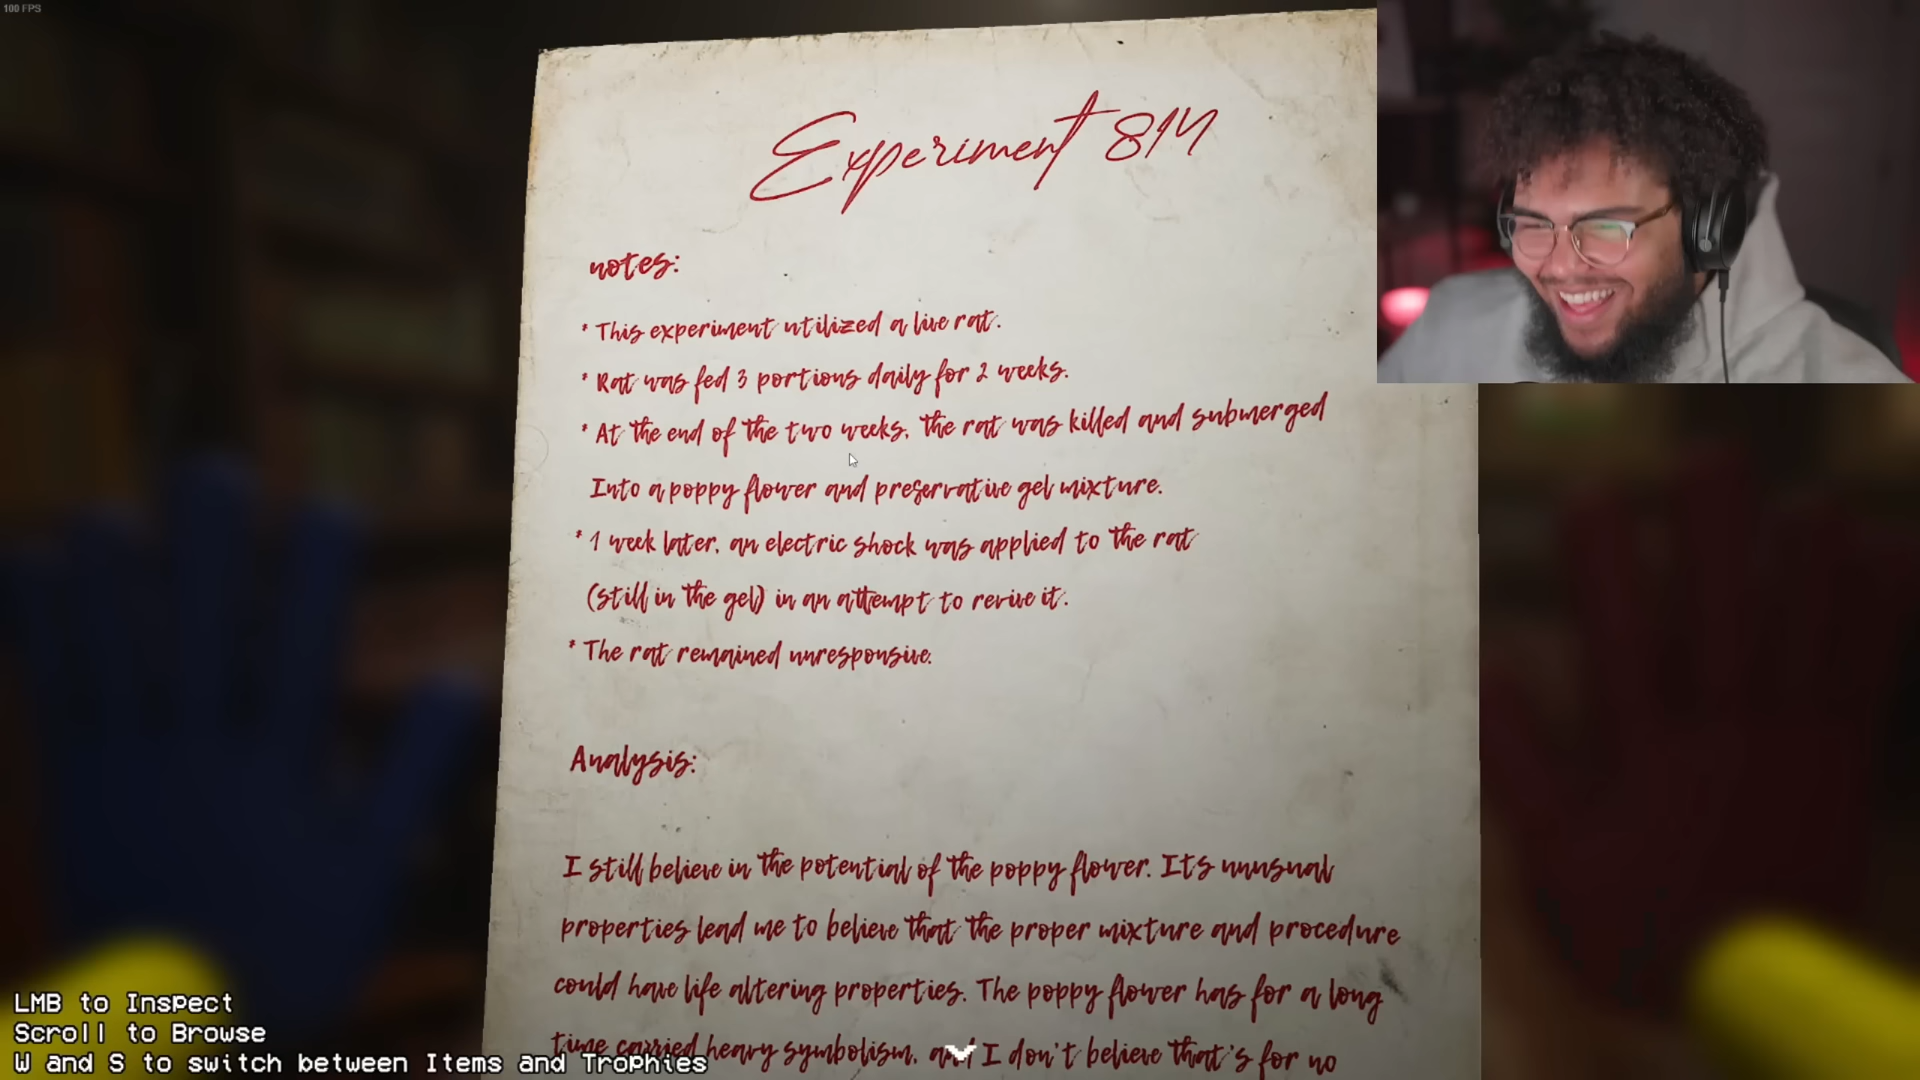 100 FPS
Experiment 814
notes:
* This experiment utilized a live rat.
* Rat was fed 3 portions daily for 2 weeks.
* At the end of the two weeks, the rat was killed and submerged
Into a poppy flower and preservative gel mixture.
* 1 week later, an electric shock was applied to the rat
(still in the gel) in an attempt to revive it.
* The rat remained unresponsive.
Analysis:
I still believe in the potential of the poppy flower. Its unusual
properties lead me to believe that the proper mixture and procedure
could have life altering properties. The poppy flower has for a long
time carried heavy symbolism, and I don't believe that's for no
LMB to Inspect
Scroll to Browse
W and S to switch between Items and Trophies